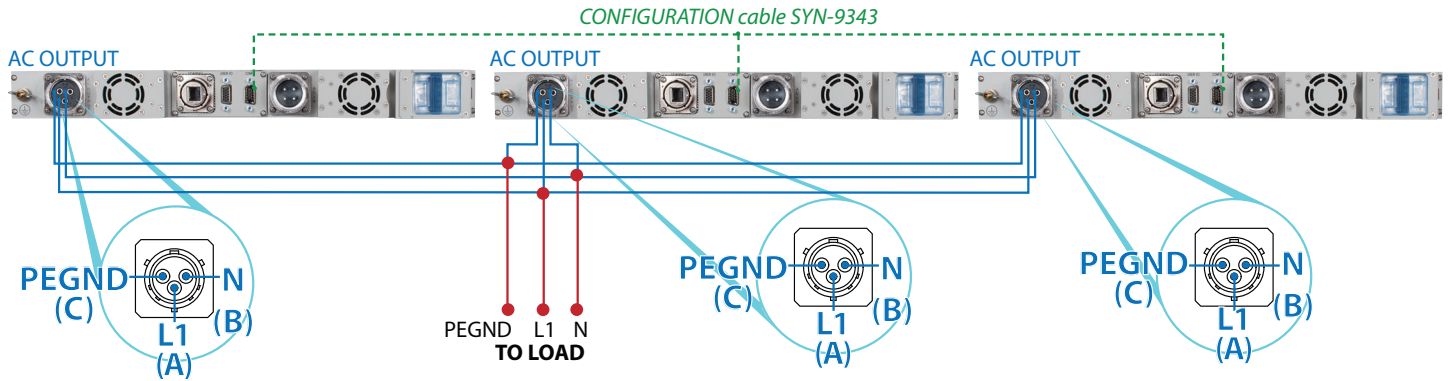 CONFIGURATION cable SYN-9343
AC OUTPUT
AC OUTPUT
AC OUTPUT
PEGND
N
(C)
(B)
L1
(A)
PEGND L1 N
TO LOAD
PEGND
N
(C)
(B)
L1
(A)
PEGND
N
(C)
(B)
L1
(A)